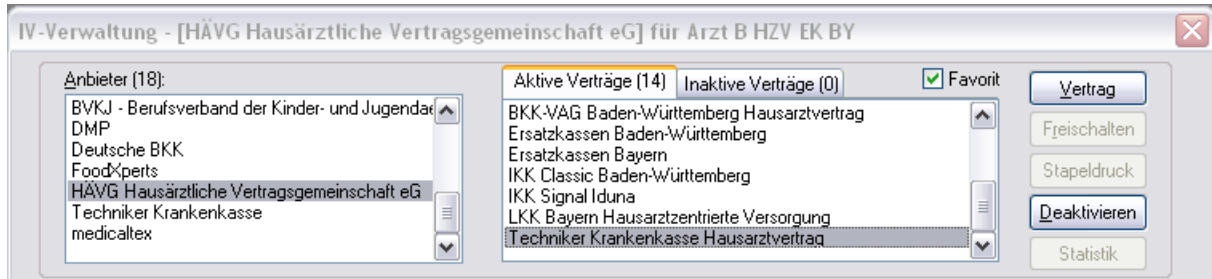 IV-Verwaltung - [HÄVG Hausärztliche Vertragsgemeinschaft eG] für Arzt B HZV EK BY
Anbieter (18):
BVKJ - Berufsverband der Kinder- und Jugendae
DMP
Deutsche BKK
FoodXperts
HÄVG Hausärztliche Vertragsgemeinschaft eG
Techniker Krankenkasse
medicaltex
Aktive Verträge (14) Inaktive Verträge (0) Favorit
BKK-VAG Baden-Württemberg Hausarztvertrag
Ersatzkassen Baden-Württemberg
Ersatzkassen Bayern
IKK Classic Baden-Württemberg
IKK Signal Iduna
LKK Bayern Hausarztzentrierte Versorgung
Techniker Krankenkasse Hausarztvertrag
Vertrag
Freischalten
Stapeldruck
Deaktivieren
Statistik